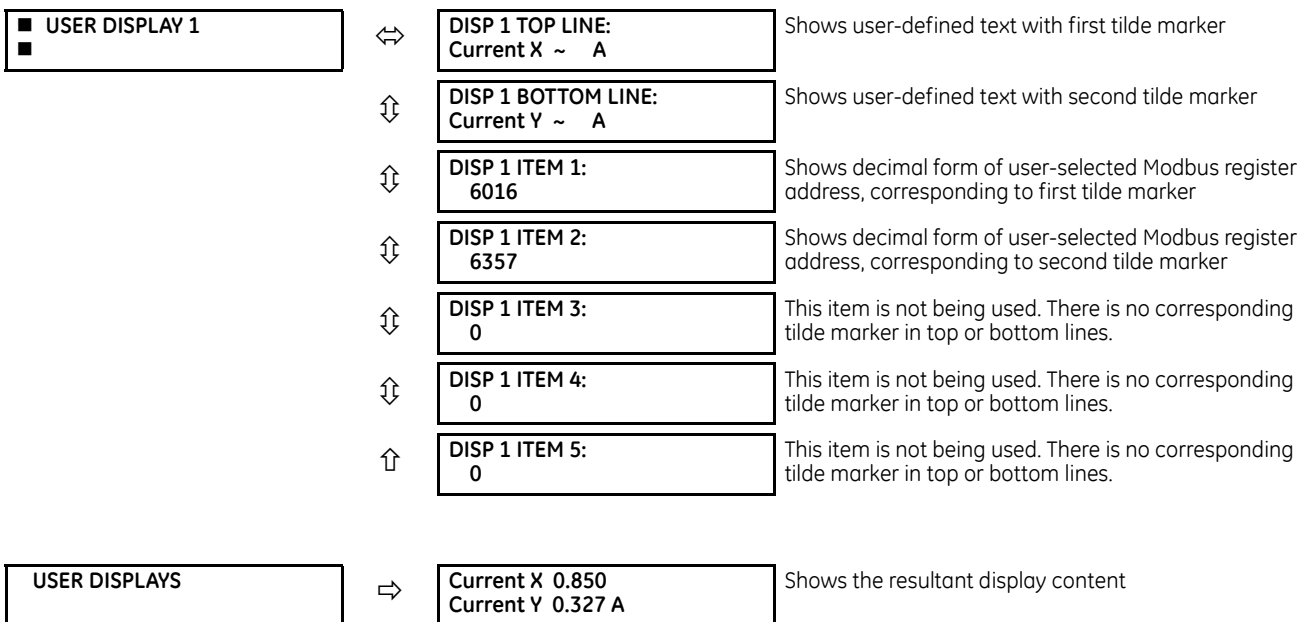 ■ USER DISPLAY 1
■
DISP 1 TOP LINE:
Current X ~ A
Shows user-defined text with first tilde marker
DISP 1 BOTTOM LINE:
Current Y ~ A
Shows user-defined text with second tilde marker
DISP 1 ITEM 1:
6016
Shows decimal form of user-selected Modbus register
address, corresponding to first tilde marker
DISP 1 ITEM 2:
6357
Shows decimal form of user-selected Modbus register
address, corresponding to second tilde marker
DISP 1 ITEM 3:
0
This item is not being used. There is no corresponding
tilde marker in top or bottom lines.
DISP 1 ITEM 4:
0
This item is not being used. There is no corresponding
tilde marker in top or bottom lines.
DISP 1 ITEM 5:
0
This item is not being used. There is no corresponding
tilde marker in top or bottom lines.
USER DISPLAYS
Current X 0.850
Current Y 0.327 A
Shows the resultant display content